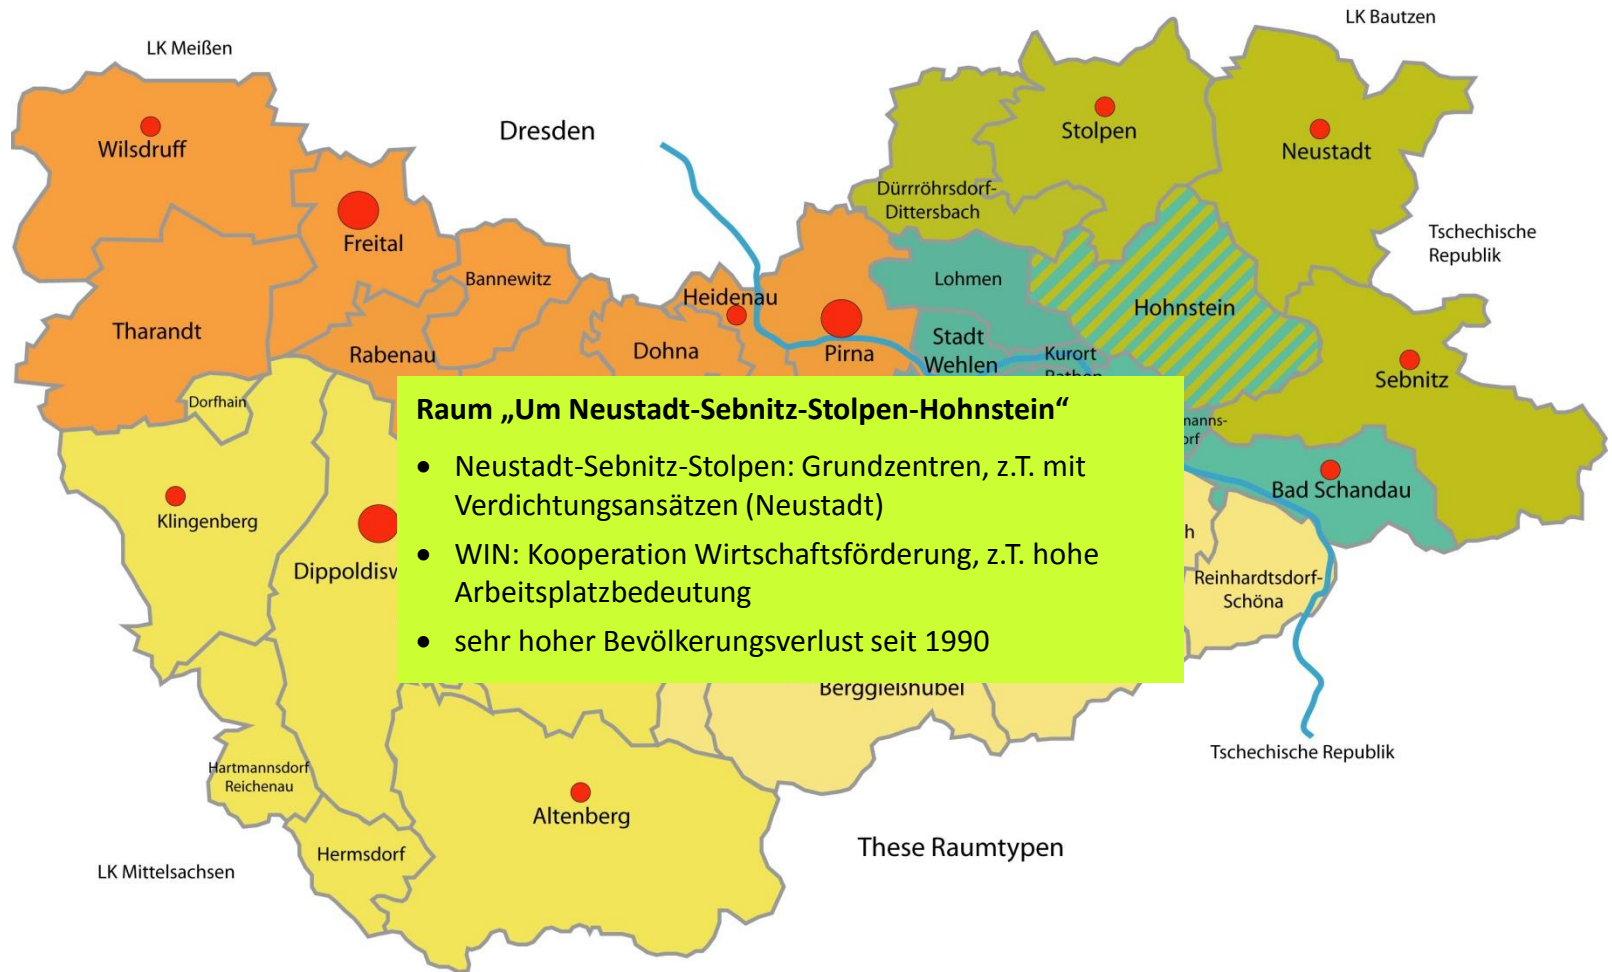 LK Bautzen
LK Meißen
Dresden
Wilsdruff
Stolpen
Neustadt
Dürrröhrsdorf-
Dittersbach
Freital
Tschechische
Republik
Bannewitz
Lohmen
Heidenau
Hohnstein
Tharandt
Rabenau
Dohna
Pirna
Stadt
Wehlen
Kurort
Sebnitz
Dorfhain
Raum „Um Neustadt-Sebnitz-Stolpen-Hohnstein“
• Neustadt-Sebnitz-Stolpen: Grundzentren, z.T. mit
Verdichtungsansätzen (Neustadt)
• WIN: Kooperation Wirtschaftsförderung, z.T. hohe
Arbeitsplatzbedeutung
• sehr hoher Bevölkerungsverlust seit 1990
Bad Schandau
Klingenberg
Reinhardtsdorf-
Schöna
Berggießhübel
Tschechische Republik
Hartmannsdorf
Reichenau
Altenberg
Hermsdorf
These Raumtypen
LK Mittelsachsen